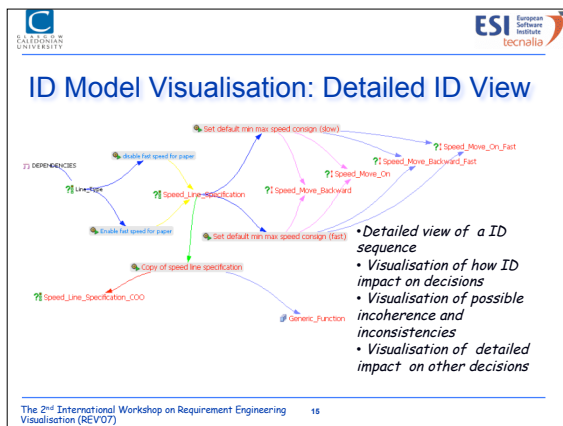 GLASGOW
CALEDONIAN
UNIVERSITY
ESI European
Software
Institute
tecnalia
ID Model Visualisation: Detailed ID View
Set default min max speed consign (slow)
Speed_Move_On_Fast
disable fast speed for paper
Speed_Move_Backward_Fast
DEPENDENCIES
Speed_Move_On
Line_Type
Speed_Line_Specification
Speed_Move_Backward
Enable fast speed for paper
Set default min max speed consign (fast)
Copy of speed line specification
Speed_Line_Specification_COO
Generic_Function
•Detailed view of a ID
sequence
• Visualisation of how ID
impact on decisions
• Visualisation of possible
incoherence and
inconsistencies
• Visualisation of detailed
impact on other decisions
The 2nd International Workshop on Requirement Engineering
Visualisation (REV'07)
15